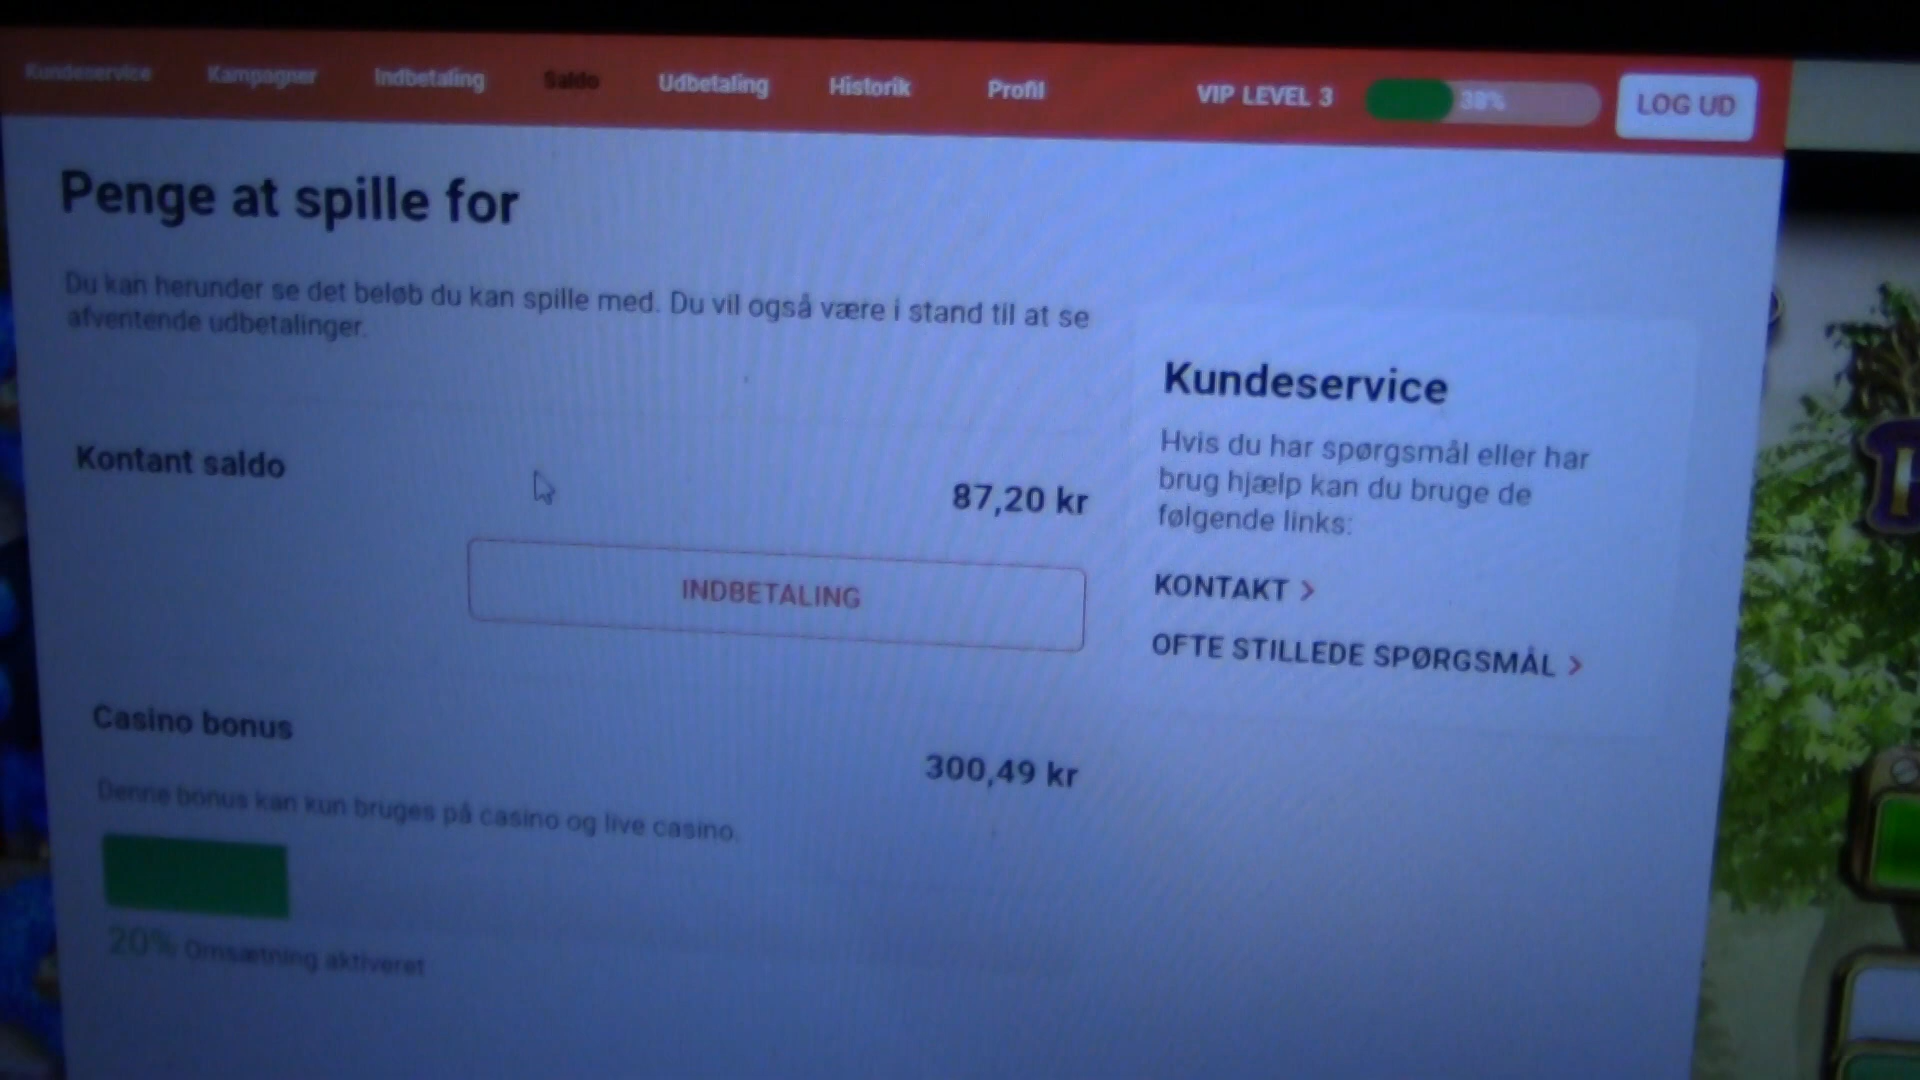 Kundeservice Kampagner Indbetaling Saldo Udbetaling Historik Profil VIP LEVEL 3 38% LOG UD
Penge at spille for
Du kan herunder se det beløb du kan spille med. Du vil også være i stand til at se
afventende udbetalinger.
Kontant saldo
87,20 kr
INDBETALING
Casino bonus
300,49 kr
Denne bonus kan kun bruges på casino og live casino.
20% Omsætning aktiveret
Kundeservice
Hvis du har spørgsmål eller har
brug hjælp kan du bruge de
følgende links:
KONTAKT >
OFTE STILLEDE SPØRGSMÅL >